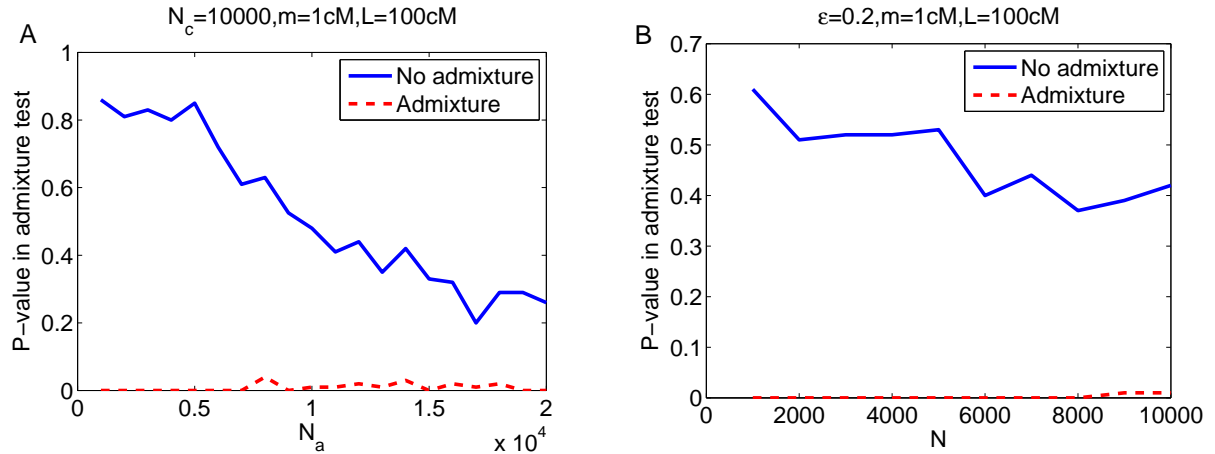 A
N_c=10000,m=1cM,L=100cM
P−value in admixture test
1
0.8
0.6
0.4
0.2
0
No admixture
Admixture
0 0.5 1 1.5 2
N_a
x 10^4
B
ε=0.2,m=1cM,L=100cM
P−value in admixture test
0.7
0.6
0.5
0.4
0.3
0.2
0.1
0
No admixture
Admixture
0 2000 4000 6000 8000 10000
N